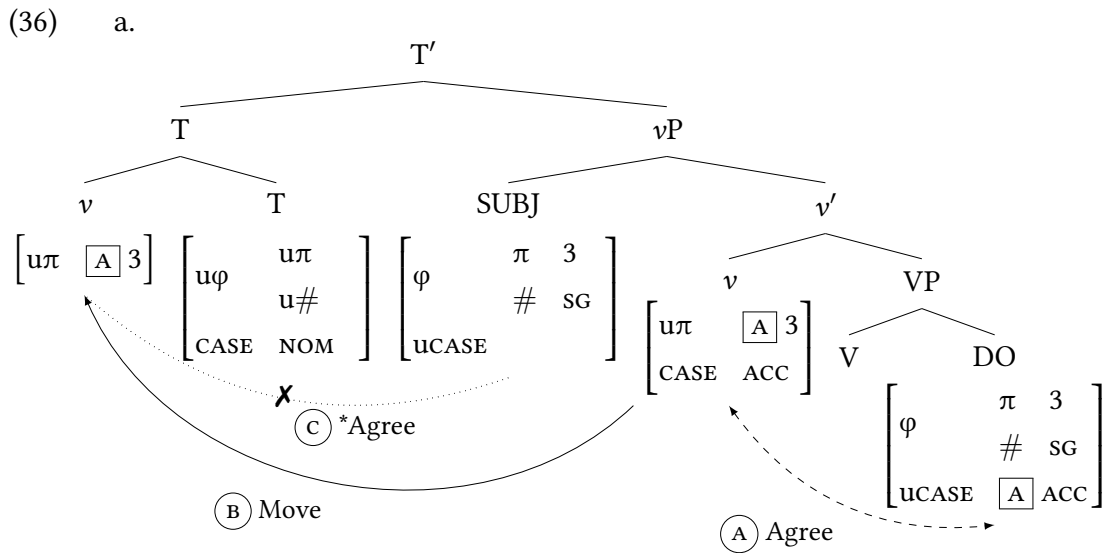 (36) a.
T′
T vP
v T SUBJ v′
[uπ A 3] uφ uπ φ π 3 v VP
u# # SG
CASE NOM uCASE uπ A 3 V DO
CASE ACC
φ π 3
✗
C *Agree # SG
uCASE A ACC
B Move
A Agree